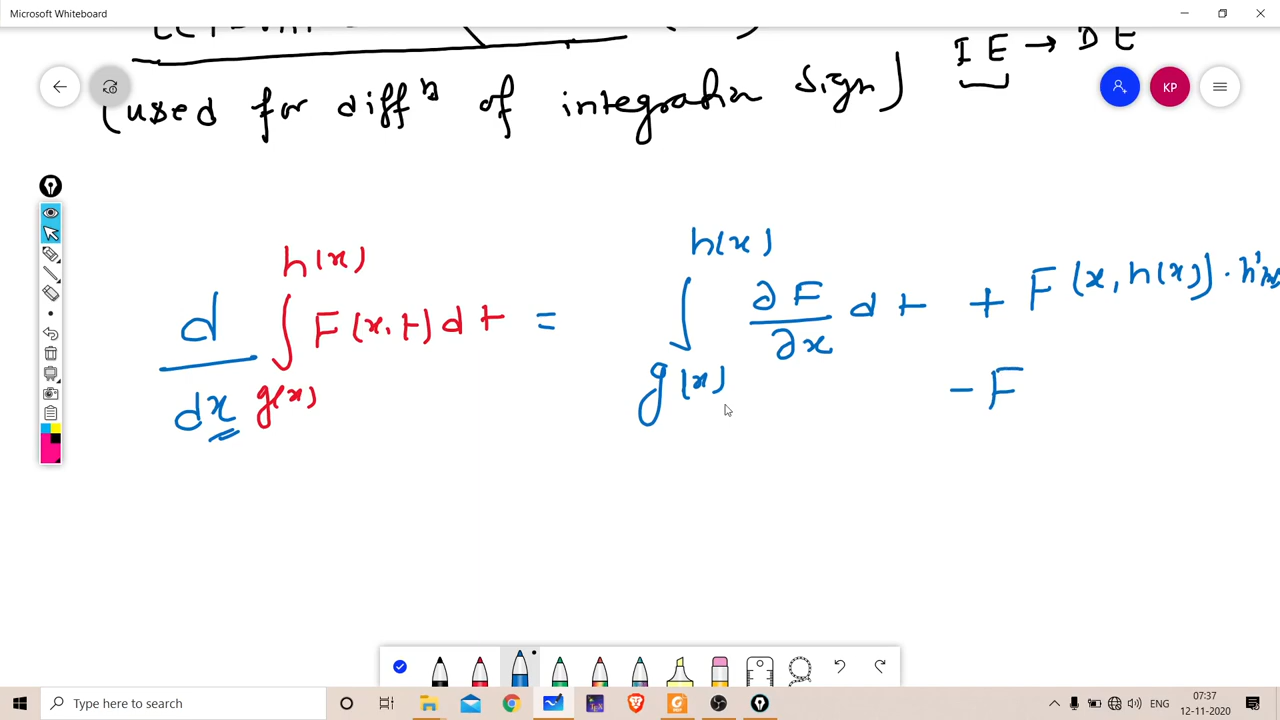 Microsoft Whiteboard
I E → D E
(used for diffⁿ of integration sign)
KP
d/dx ∫_{g(x)}^{h(x)} F(x,t) dt = ∫_{g(x)}^{h(x)} ∂F/∂x dt + F(x, h(x)) · h'(x)
- F
Type here to search
ENG
07:37
12-11-2020